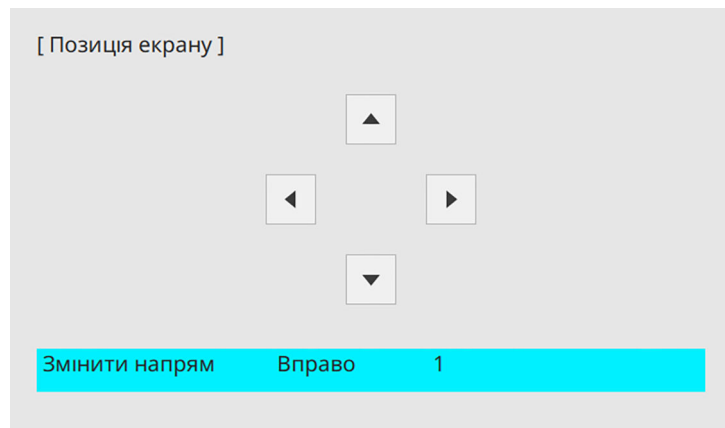 [ Позиція екрану ]
Змінити напрям Вправо 1